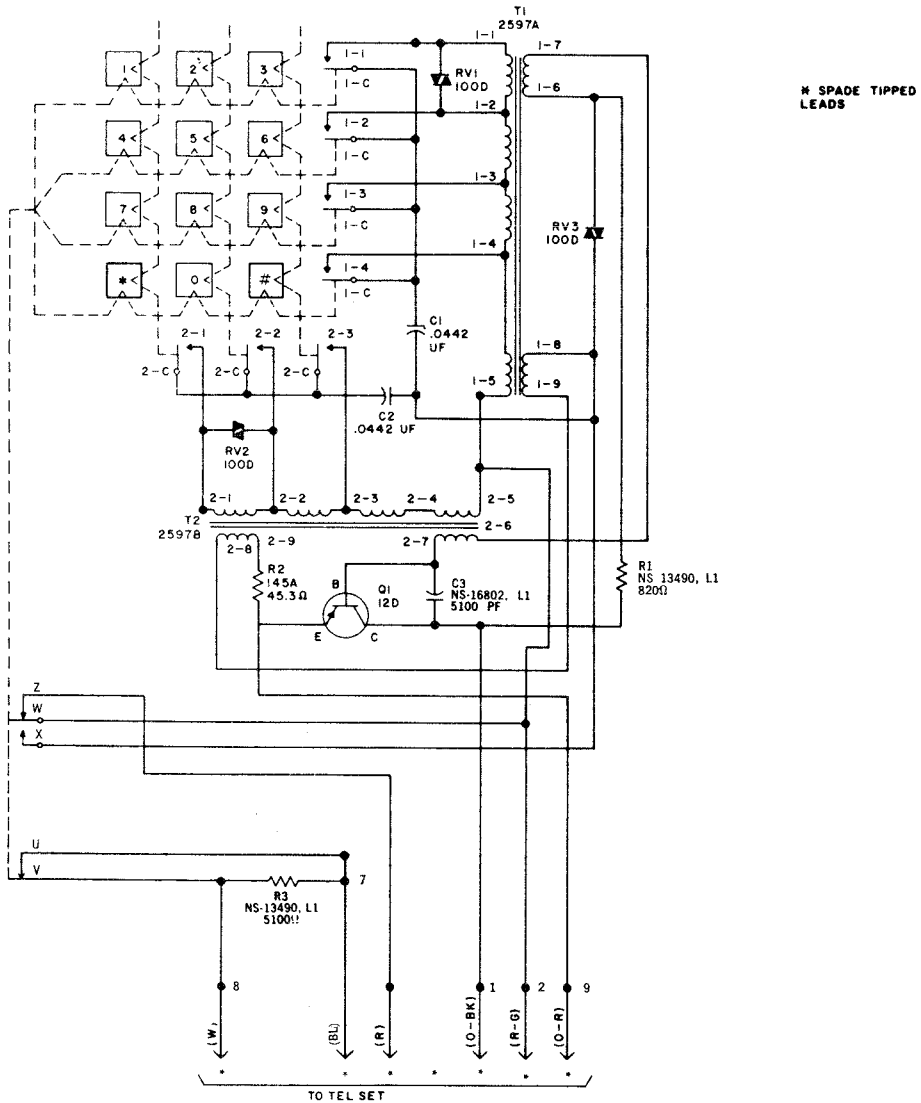 T1
2597A
1-1
1-1
1-7
1
2
3
1-C
RV1
100D
1-6
* SPADE TIPPED
LEADS
1-2
1-2
4
5
6
1-C
1-3
1-3
7
8
9
1-C
RV3
100D
1-4
1-4
*
0
#
1-C
C1
.0442
UF
2-1
2-2
2-3
1-8
2-C
2-C
2-C
1-5
1-9
C2
.0442 UF
RV2
100D
2-1
2-2
2-3
2-4
2-5
T2
2597B
2-6
2-8
2-9
2-7
R2
145A
45.3Ω
B
Q1
12D
C3
NS-16802, L1
5100 PF
R1
NS 13490, L1
820Ω
E
C
Z
W
X
U
V
7
R3
NS-13490, L1
5100Ω
8
1
2
9
(W)
(BL)
(R)
(O-BK)
(R-G)
(O-R)
* * * * * * *
TO TEL SET